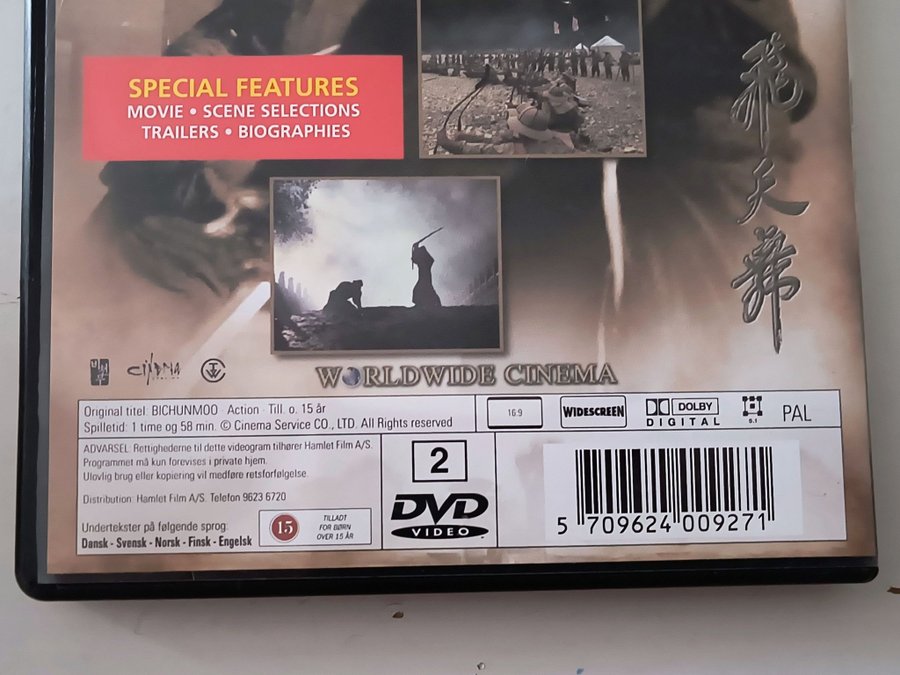 SPECIAL FEATURES
MOVIE • SCENE SELECTIONS
TRAILERS • BIOGRAPHIES
飛天舞
WORLDWIDE CINEMA
Original titel: BICHUNMOO · Action · Till. o. 15 år
Spilletid: 1 time og 58 min. © Cinema Service CO., LTD. All Rights reserved
16:9
WIDESCREEN
DOLBY
DIGITAL
5.1
PAL
ADVARSEL: Rettighederne til dette videogram tilhører Hamlet Film A/S.
Programmet må kun forevises i private hjem.
Ulovlig brug eller kopiering vil medføre retsforfølgelse.
Distribution: Hamlet Film A/S. Telefon 9623 6720
Undertekster på følgende sprog:
Dansk - Svensk - Norsk - Finsk - Engelsk
15
TILLADT
FOR BØRN
OVER 15 ÅR
2
DVD
VIDEO
5 709624 009271